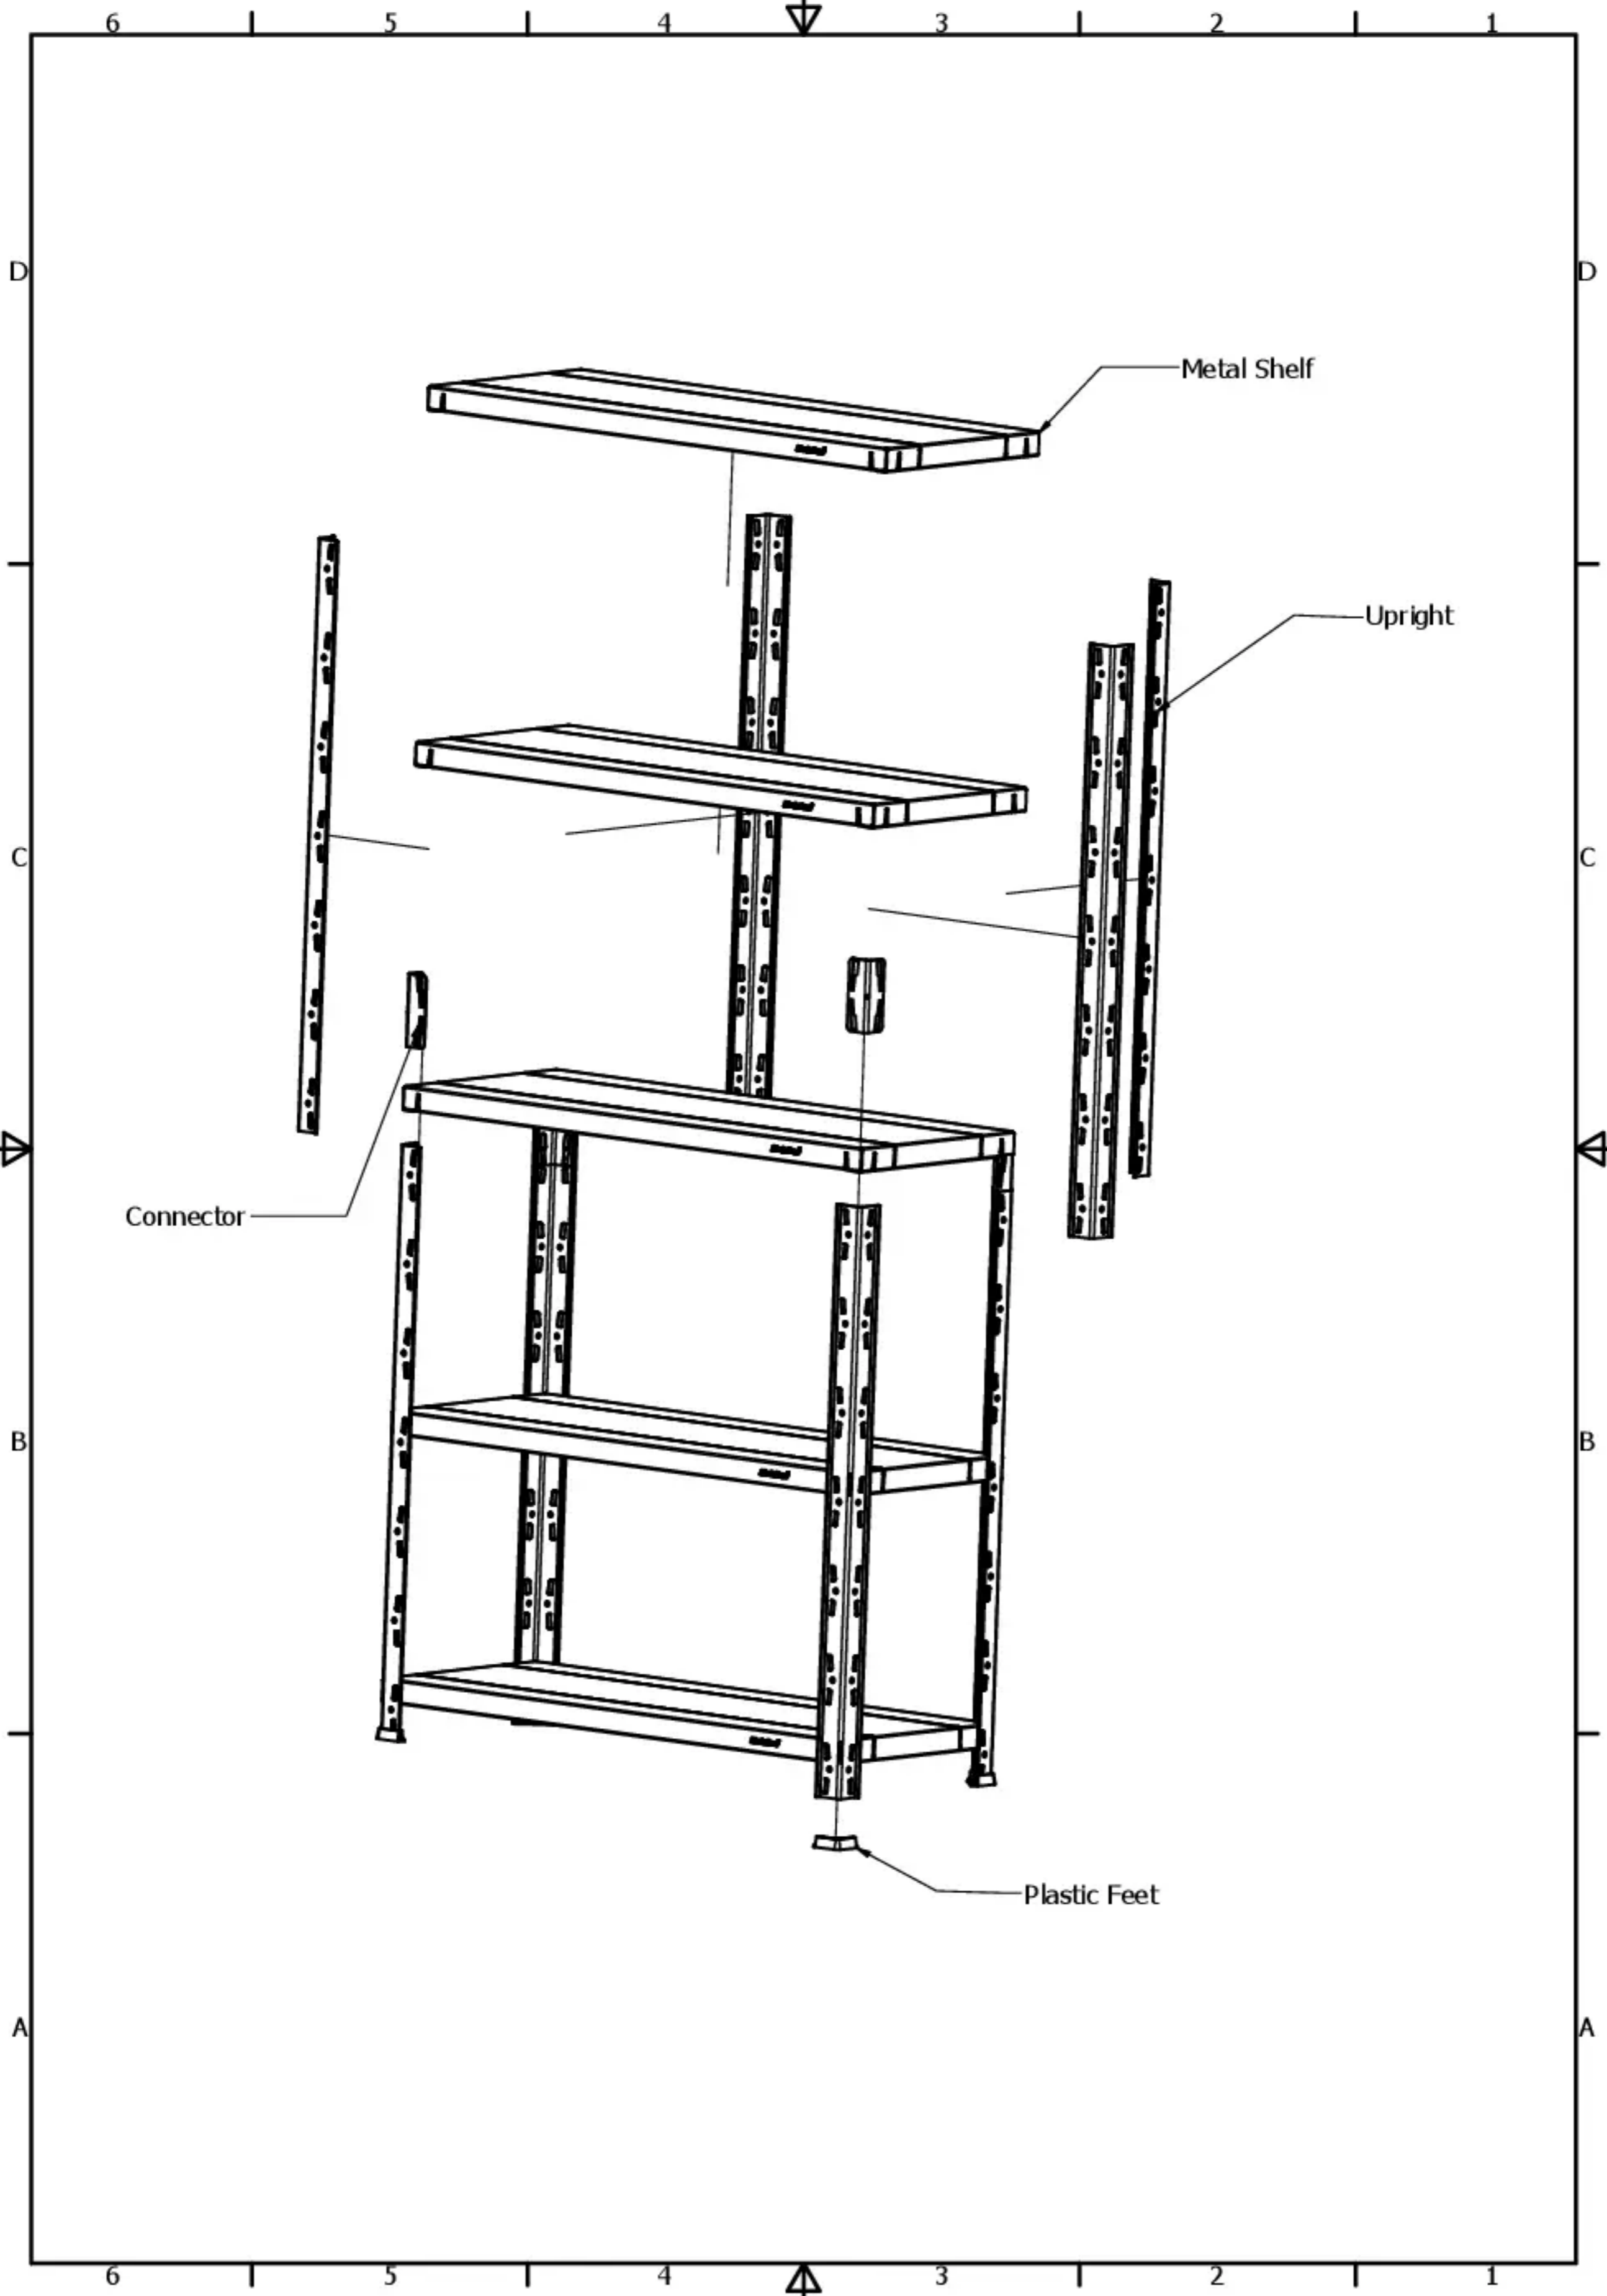 6 5 4 3 2 1
D D
Metal Shelf
Upright
C C
Connector
B B
Plastic Feet
A A
6 5 4 3 2 1